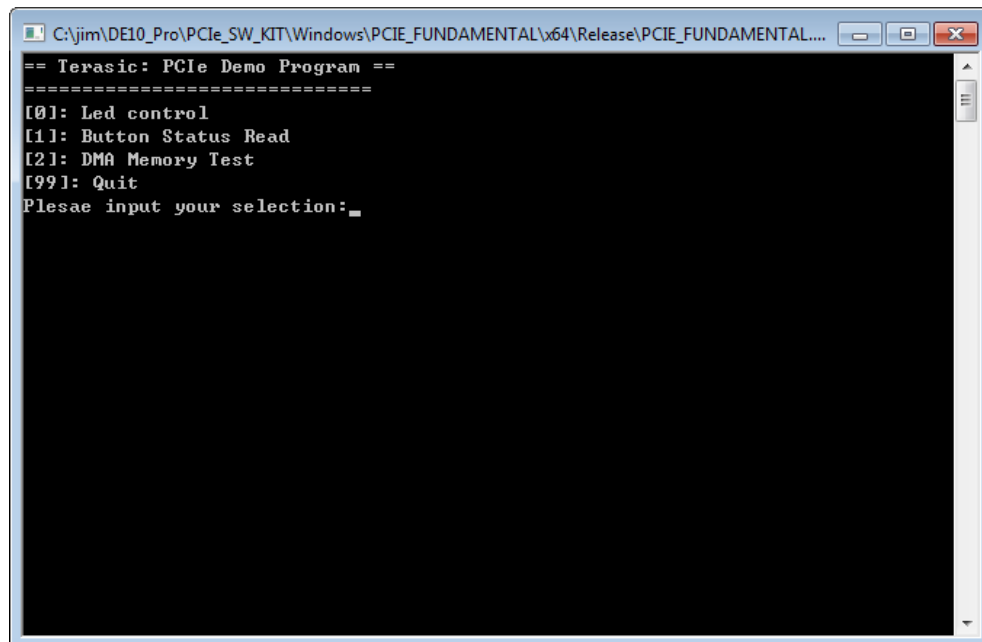 C:\jim\DE10_Pro\PCIe_SW_KIT\Windows\PCIE_FUNDAMENTAL\x64\Release\PCIE_FUNDAMENTAL....
== Terasic: PCIe Demo Program ==
==============================
[0]: Led control
[1]: Button Status Read
[2]: DMA Memory Test
[99]: Quit
Plesae input your selection:_